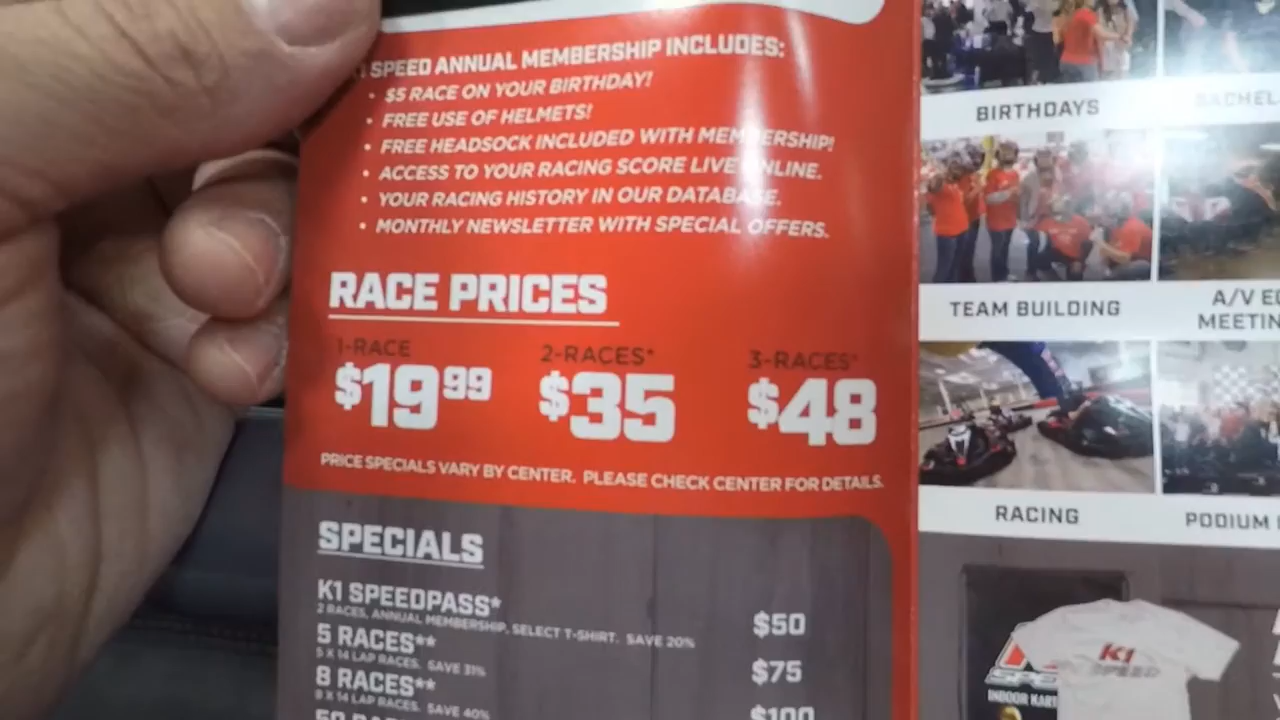 SPEED ANNUAL MEMBERSHIP INCLUDES:
• $5 RACE ON YOUR BIRTHDAY!
• FREE USE OF HELMETS!
• FREE HEADSOCK INCLUDED WITH MEMBERSHIP!
• ACCESS TO YOUR RACING SCORE LIVE ONLINE.
• YOUR RACING HISTORY IN OUR DATABASE.
• MONTHLY NEWSLETTER WITH SPECIAL OFFERS.
RACE PRICES
1-RACE 2-RACES* 3-RACES*
$19.99 $35 $48
PRICE SPECIALS VARY BY CENTER. PLEASE CHECK CENTER FOR DETAILS.
SPECIALS
K1 SPEEDPASS* $50
2 RACES, ANNUAL MEMBERSHIP, SELECT T-SHIRT. SAVE 20%
5 RACES** $75
5 X 14 LAP RACES. SAVE 31%
8 RACES** $100
8 X 14 LAP RACES. SAVE 40%
BIRTHDAYS
TEAM BUILDING
A/V
RACING
PODIUM
K1
SPEED
INDOOR